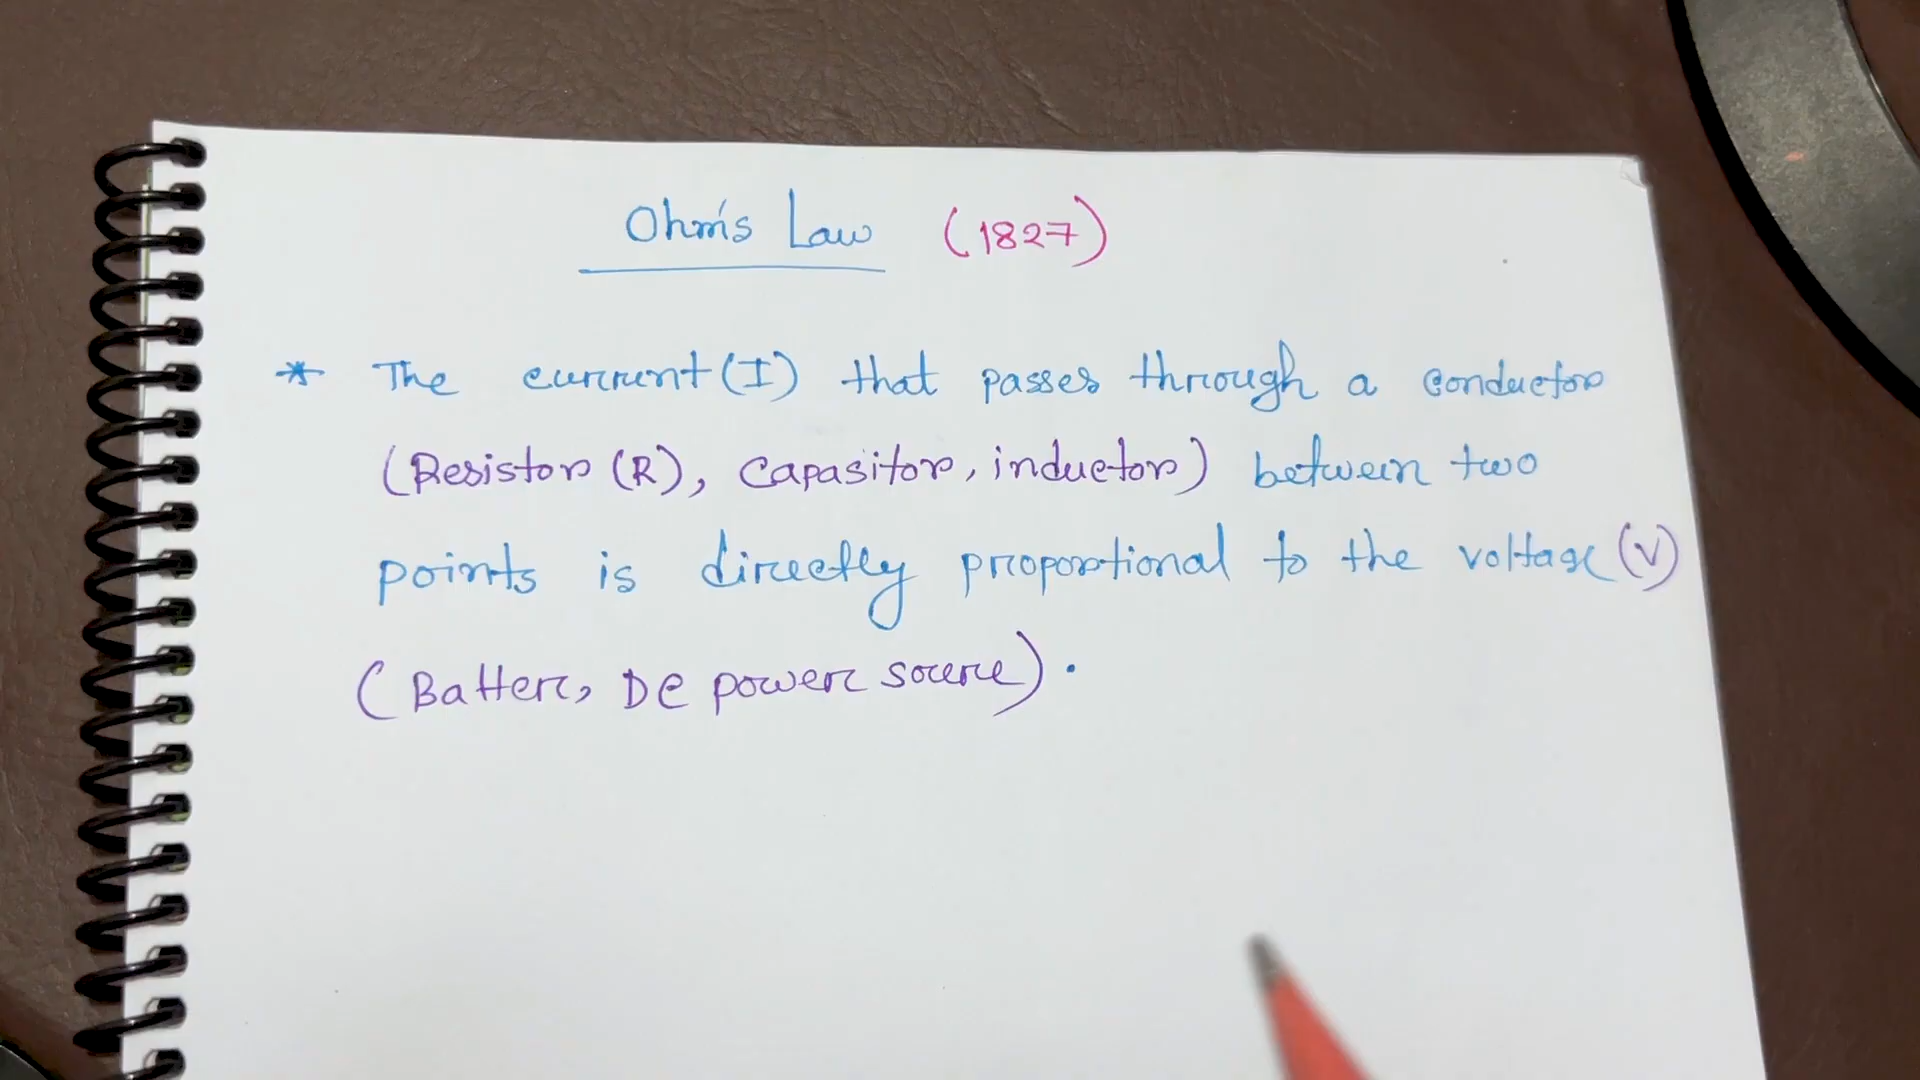 Ohm's Law (1827)
* The current (I) that passes through a conductor
(Resistor (R), Capasitor, inductor) between two
points is directly proportional to the voltage (V)
(Batter, DC power source).